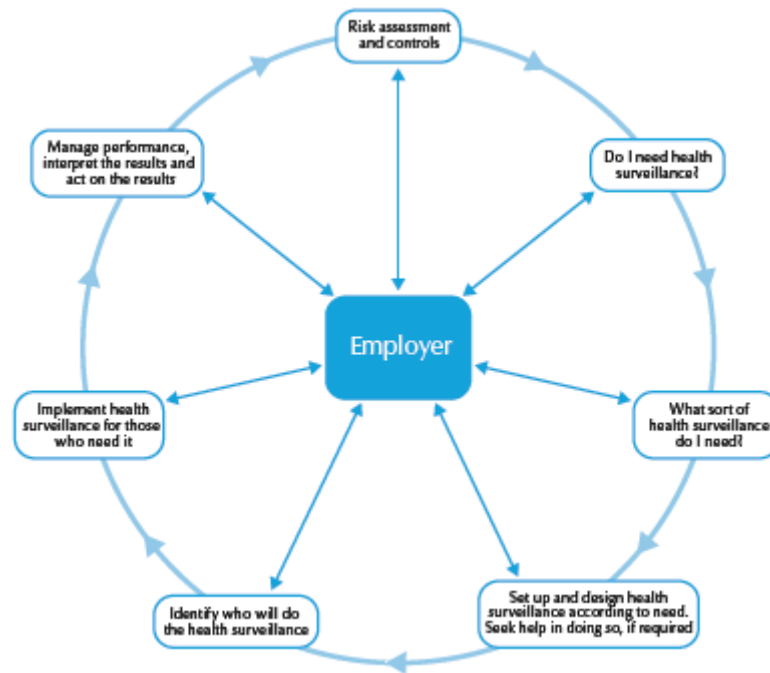 Risk assessment
and controls
Do I need health
surveillance?
What sort of
health surveillance
do I need?
Set up and design health
surveillance according to need.
Seek help in doing so, if required
Identify who will do
the health surveillance
Implement health
surveillance for those
who need it
Manage performance,
interpret the results and
act on the results
Employer